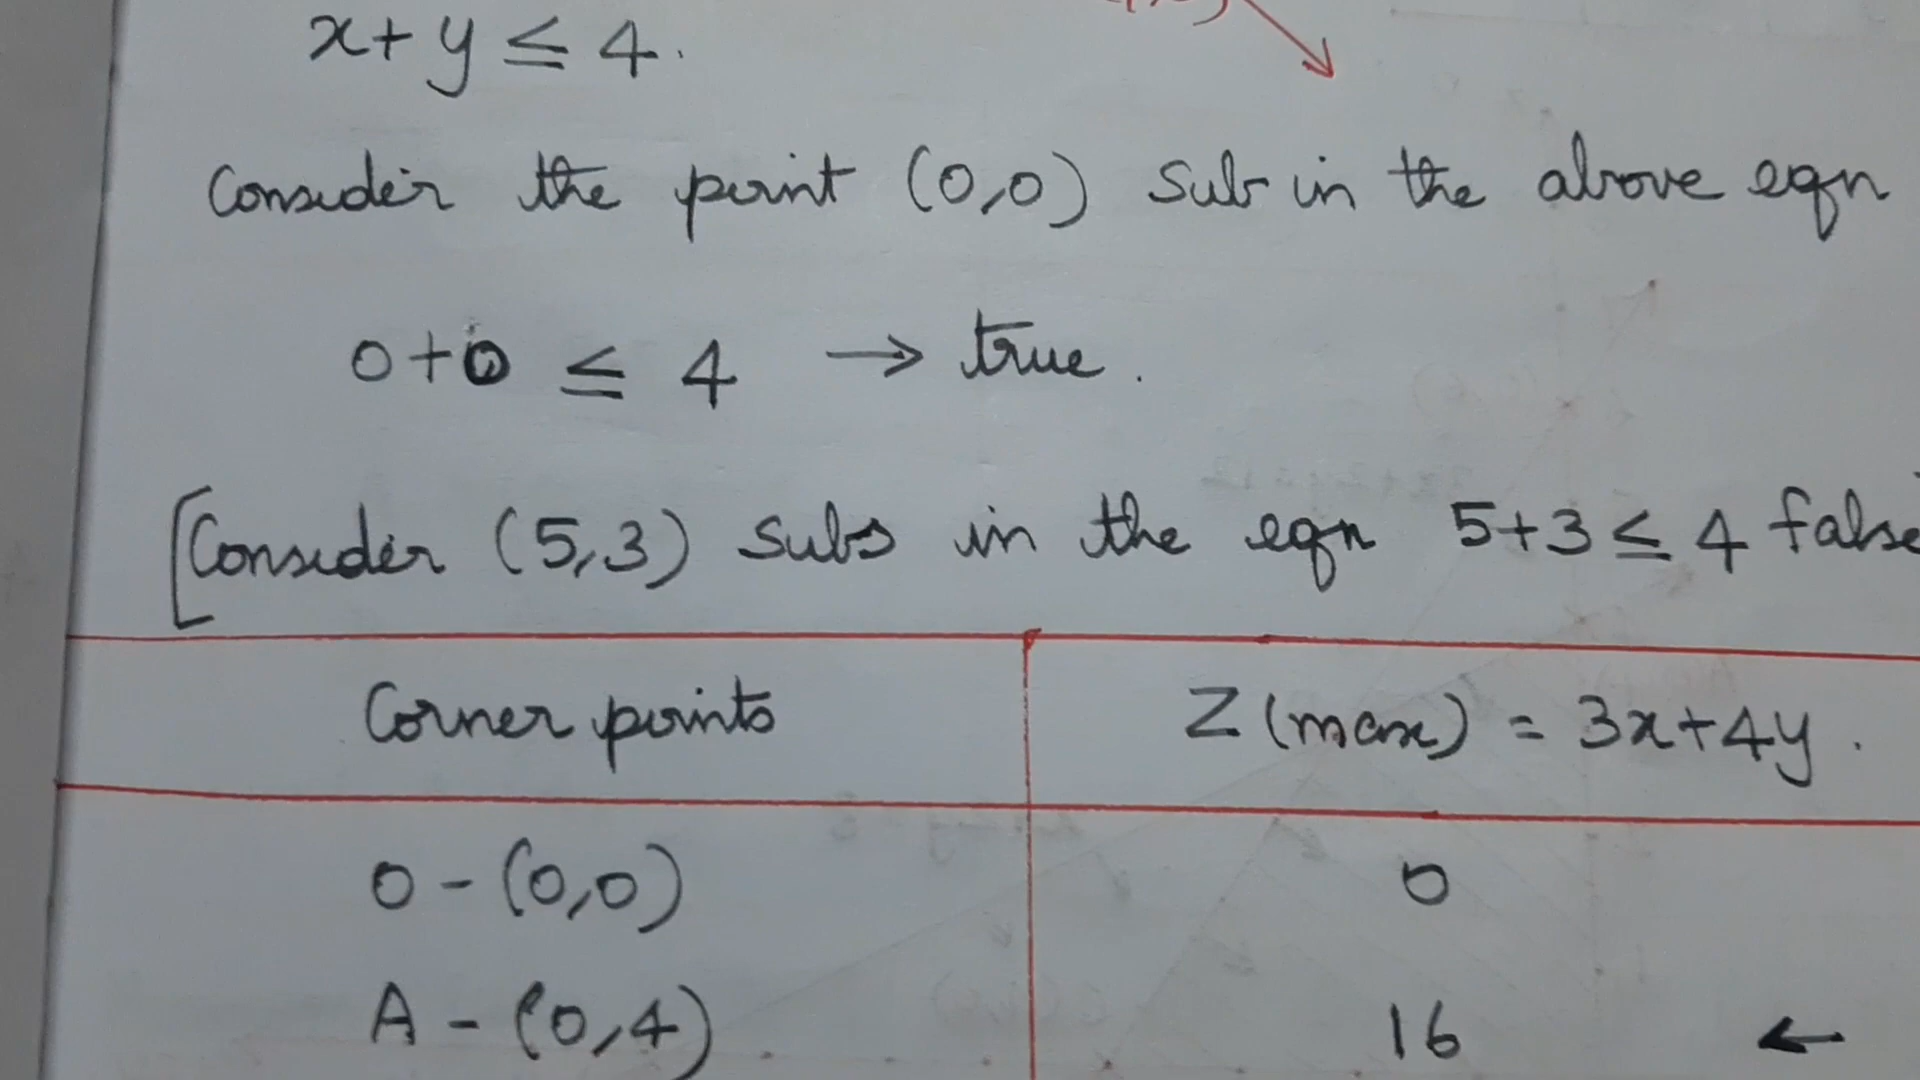 x + y ≤ 4.
Consider the point (0,0) sub in the above eqn
0+0 ≤ 4 → true.
[Consider (5,3) subs in the eqn 5+3 ≤ 4 false
Corner points Z (max) = 3x+4y.
0 - (0,0) 0
A - (0,4) 16 ←